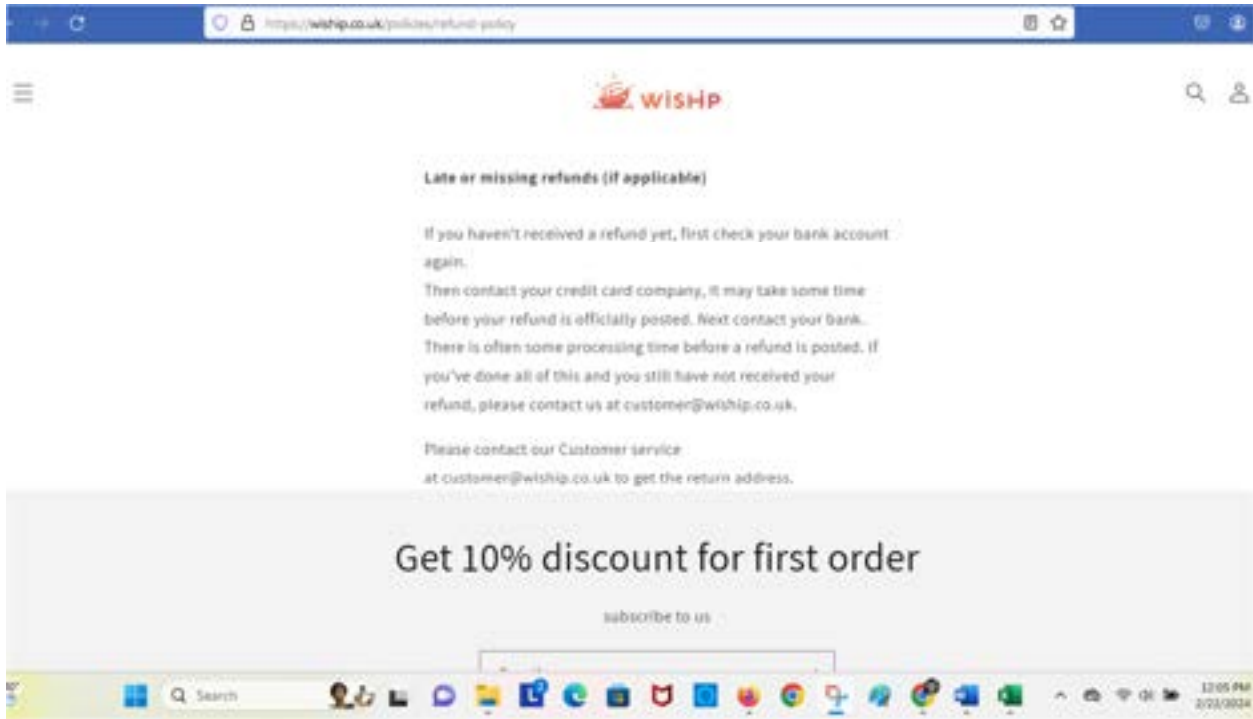 https://wiship.co.uk/policies/refund-policy
wiship
Late or missing refunds (if applicable)
If you haven't received a refund yet, first check your bank account
again.
Then contact your credit card company, it may take some time
before your refund is officially posted. Next contact your bank.
There is often some processing time before a refund is posted. If
you've done all of this and you still have not received your
refund, please contact us at customer@wiship.co.uk.
Please contact our Customer service
at customer@wiship.co.uk to get the return address.
Get 10% discount for first order
subscribe to us
Search
12:05 PM
2/23/2024